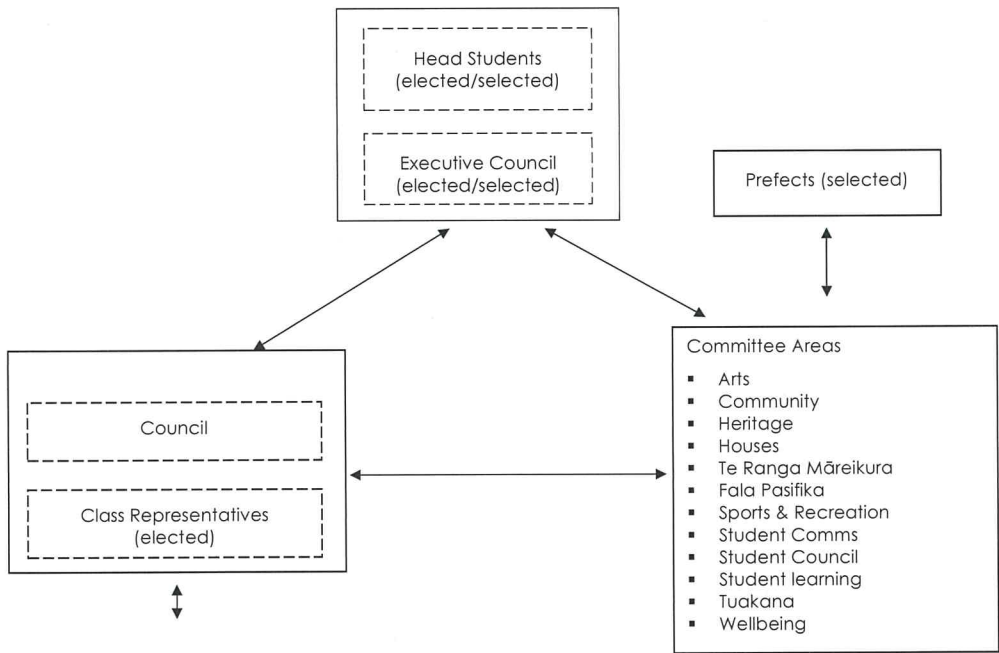 Head Students
(elected/selected)
Executive Council
(elected/selected)
Prefects (selected)
Council
Class Representatives
(elected)
Committee Areas
▪ Arts
▪ Community
▪ Heritage
▪ Houses
▪ Te Ranga Māreikura
▪ Fala Pasifika
▪ Sports & Recreation
▪ Student Comms
▪ Student Council
▪ Student learning
▪ Tuakana
▪ Wellbeing